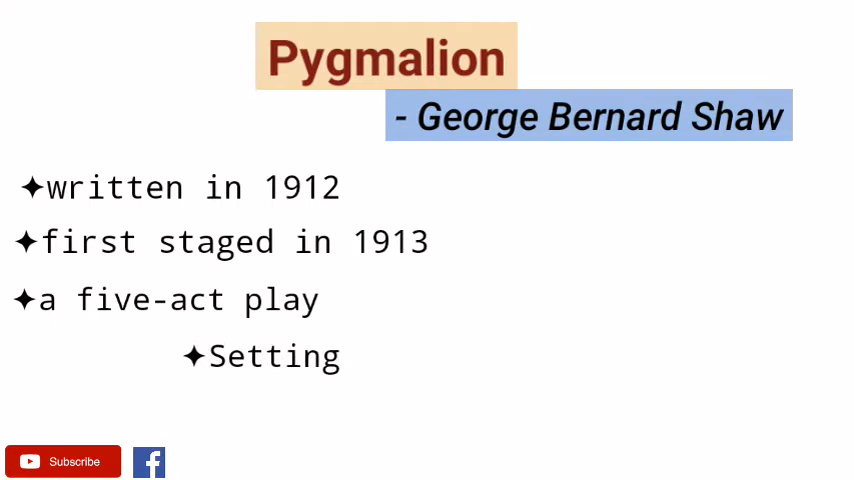 Pygmalion
- George Bernard Shaw
✦written in 1912
✦first staged in 1913
✦a five-act play
✦Setting
Subscribe